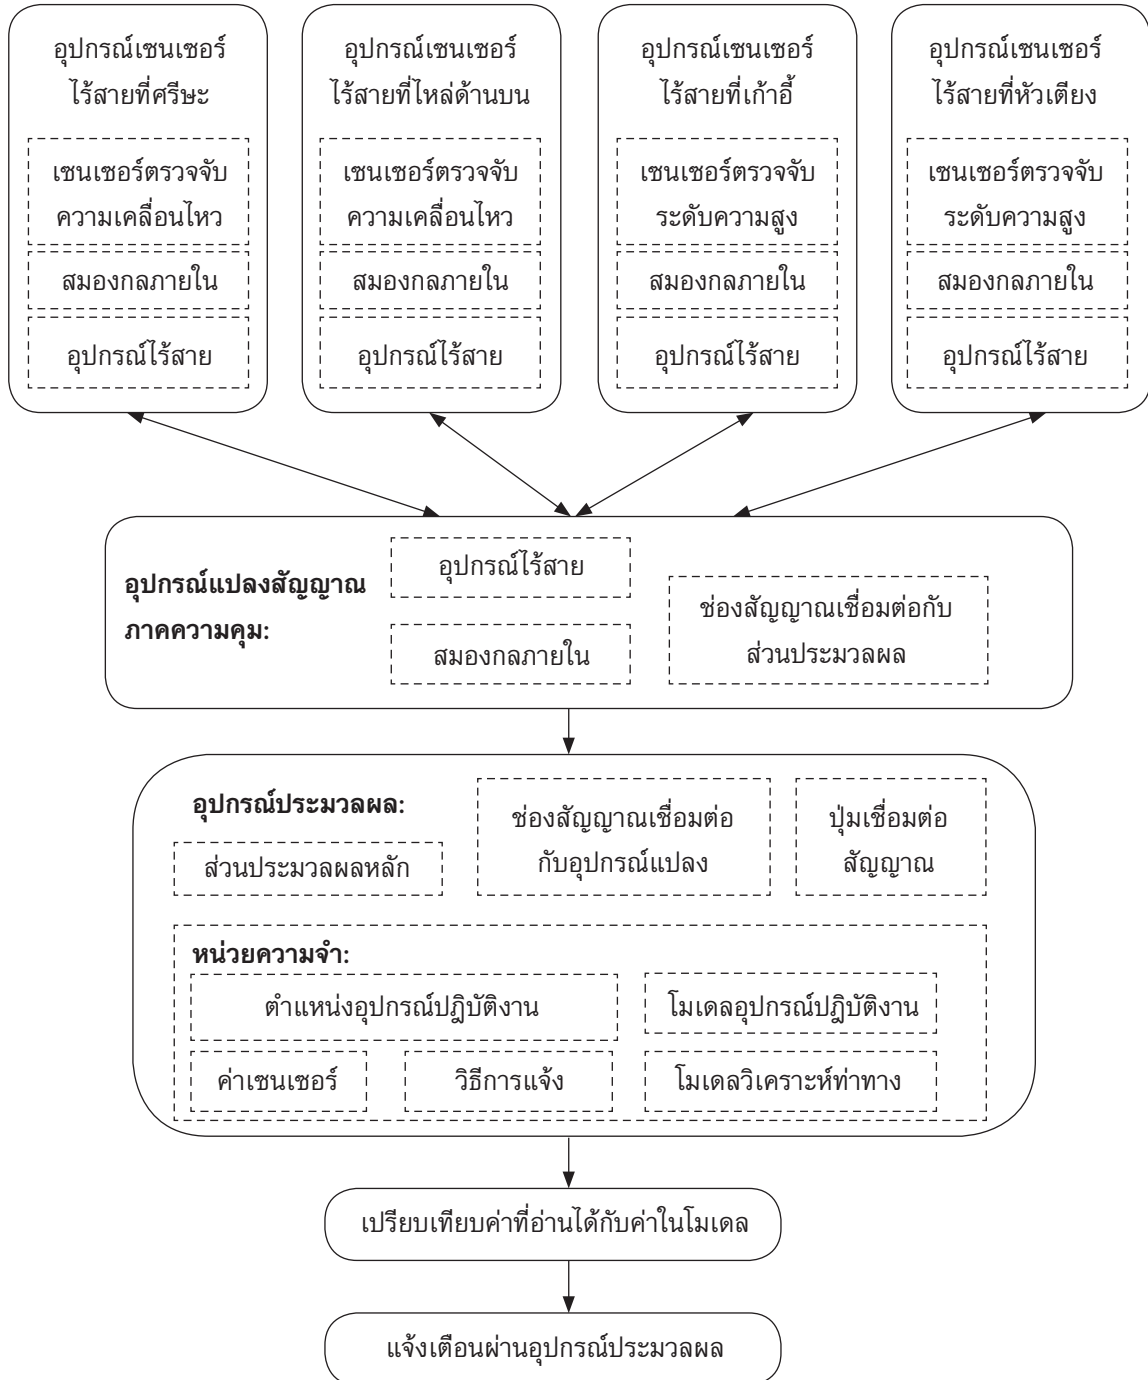 อุปกรณ์เซนเซอร์
ไร้สายที่ศรีษะ
เซนเซอร์ตรวจจับ
ความเคลื่อนไหว
สมองกลภายใน
อุปกรณ์ไร้สาย
อุปกรณ์เซนเซอร์
ไร้สายที่ไหล่ด้านบน
เซนเซอร์ตรวจจับ
ความเคลื่อนไหว
สมองกลภายใน
อุปกรณ์ไร้สาย
อุปกรณ์เซนเซอร์
ไร้สายที่เก้าอี้
เซนเซอร์ตรวจจับ
ระดับความสูง
สมองกลภายใน
อุปกรณ์ไร้สาย
อุปกรณ์เซนเซอร์
ไร้สายที่หัวเตียง
เซนเซอร์ตรวจจับ
ระดับความสูง
สมองกลภายใน
อุปกรณ์ไร้สาย
อุปกรณ์แปลงสัญญาณ
ภาคความคุม:
อุปกรณ์ไร้สาย
สมองกลภายใน
ช่องสัญญาณเชื่อมต่อกับ
ส่วนประมวลผล
อุปกรณ์ประมวลผล:
ส่วนประมวลผลหลัก
ช่องสัญญาณเชื่อมต่อ
กับอุปกรณ์แปลง
ปุ่มเชื่อมต่อ
สัญญาณ
หน่วยความจำ:
ตำแหน่งอุปกรณ์ปฎิบัติงาน
โมเดลอุปกรณ์ปฎิบัติงาน
ค่าเซนเซอร์
วิธีการแจ้ง
โมเดลวิเคราะห์ท่าทาง
เปรียบเทียบค่าที่อ่านได้กับค่าในโมเดล
แจ้งเตือนผ่านอุปกรณ์ประมวลผล